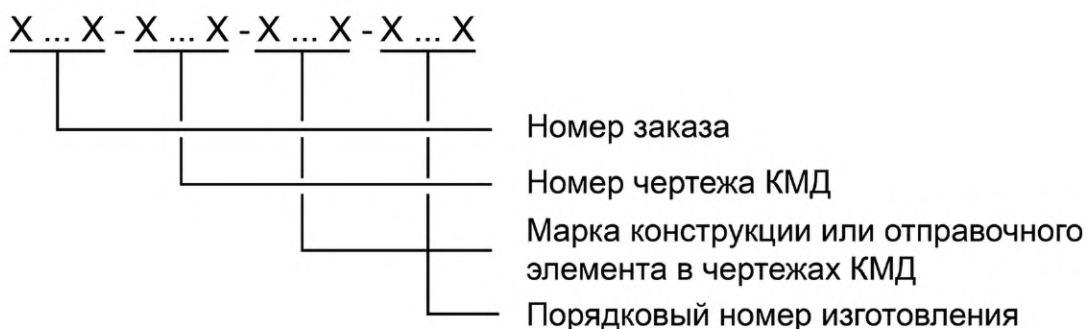 X ... X - X ... X - X ... X - X ... X
Номер заказа
Номер чертежа КМД
Марка конструкции или отправочного
элемента в чертежах КМД
Порядковый номер изготовления